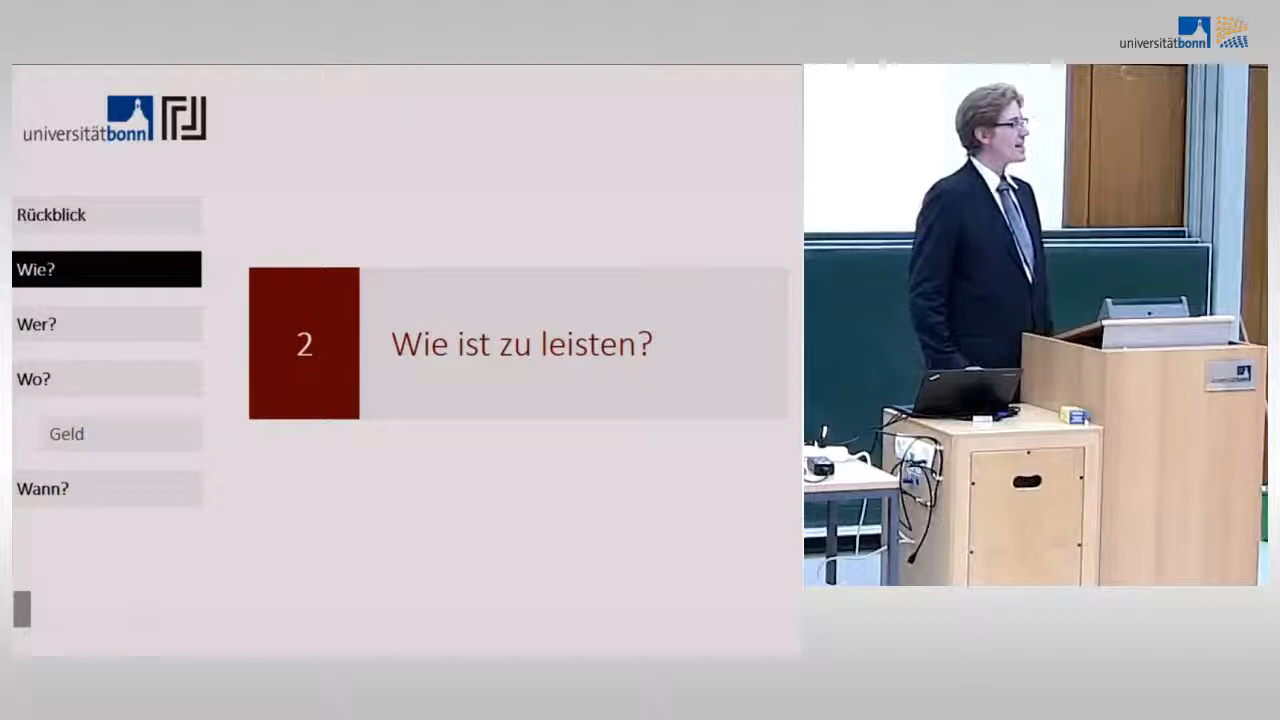 universitätbonn
universitätbonn
Rückblick
Wie?
Wer?
Wo?
Geld
Wann?
2
Wie ist zu leisten?